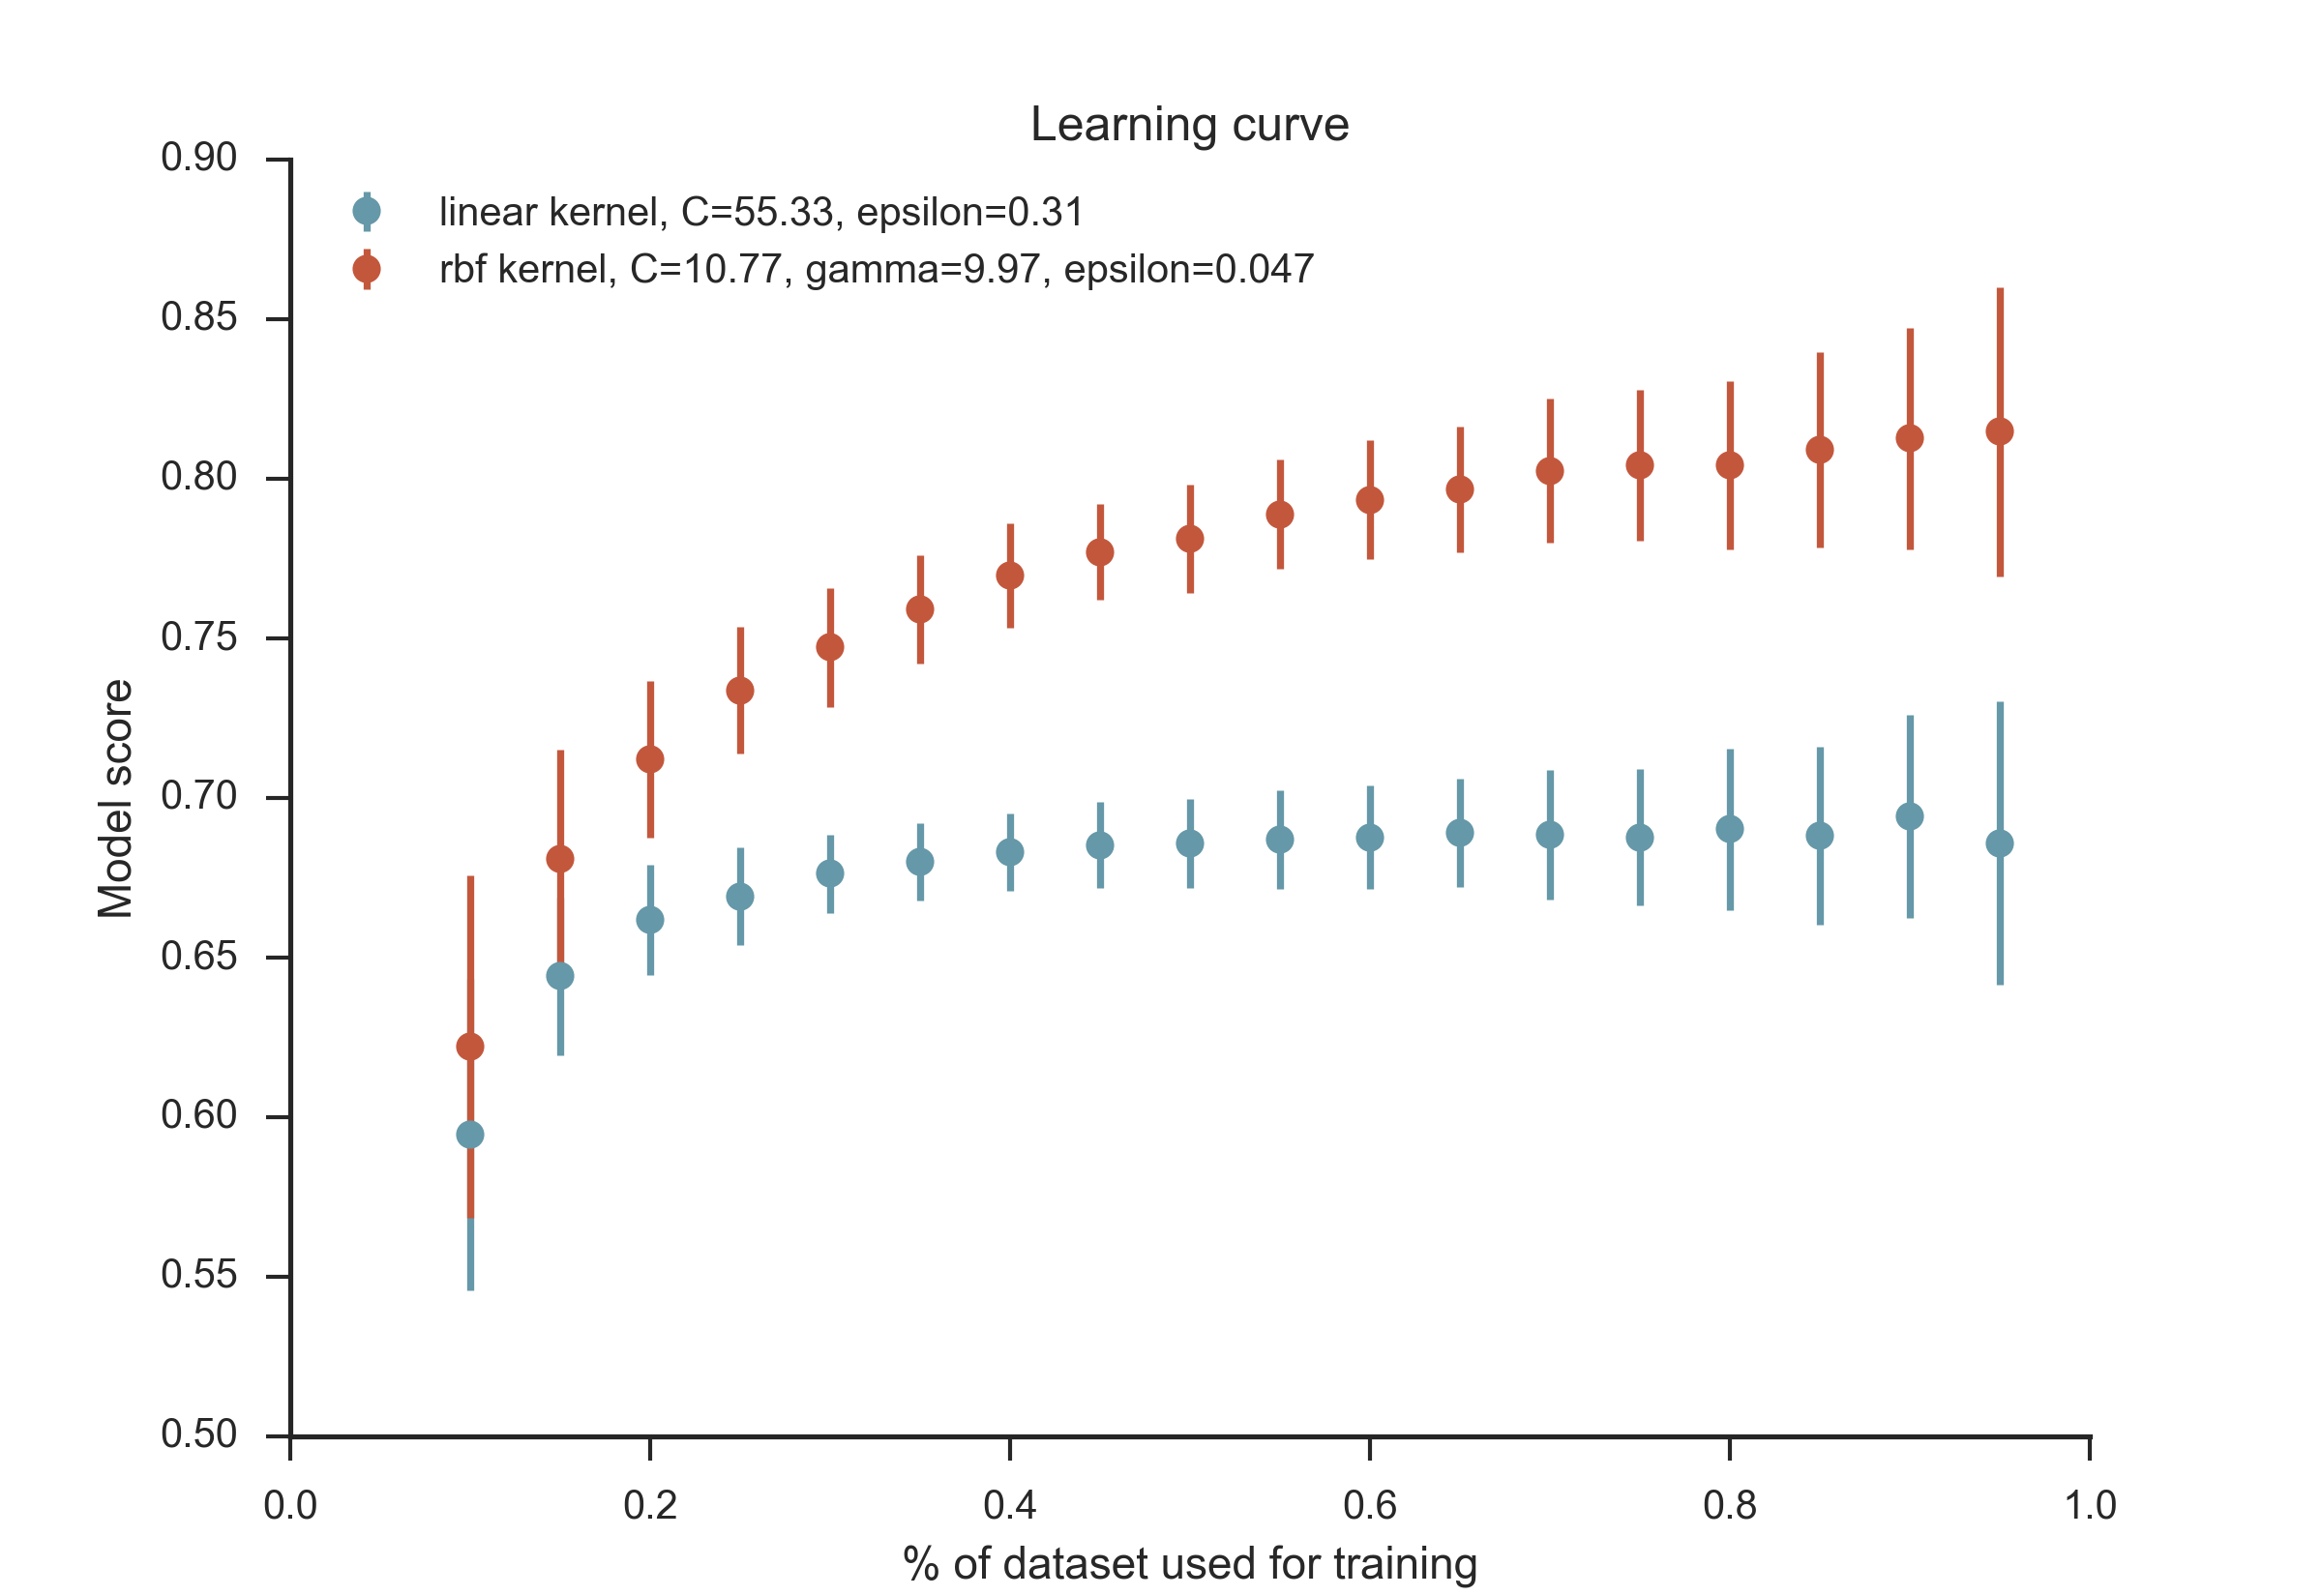 Learning curve
linear kernel, C=55.33, epsilon=0.31
rbf kernel, C=10.77, gamma=9.97, epsilon=0.047
0.90
0.85
0.80
0.75
0.70
0.65
0.60
0.55
0.50
Model score
0.0 0.2 0.4 0.6 0.8 1.0
% of dataset used for training